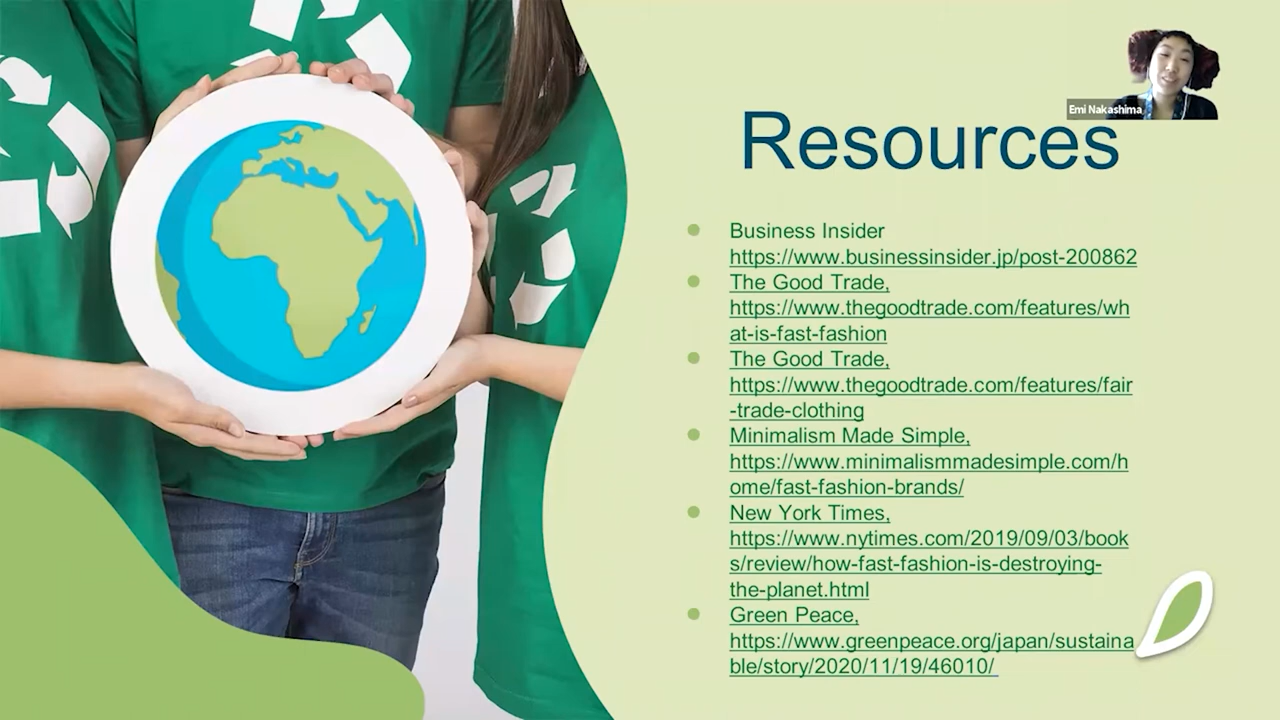 Emi Nakashima
Resources
Business Insider
https://www.businessinsider.jp/post-200862
The Good Trade,
https://www.thegoodtrade.com/features/wh
at-is-fast-fashion
The Good Trade,
https://www.thegoodtrade.com/features/fair
-trade-clothing
Minimalism Made Simple,
https://www.minimalismmadesimple.com/h
ome/fast-fashion-brands/
New York Times,
https://www.nytimes.com/2019/09/03/book
s/review/how-fast-fashion-is-destroying-
the-planet.html
Green Peace,
https://www.greenpeace.org/japan/sustaina
ble/story/2020/11/19/46010/